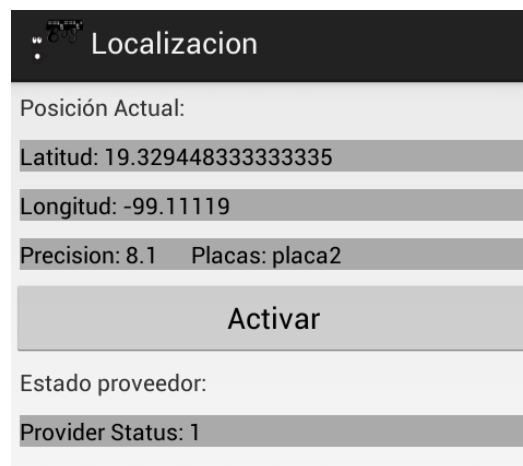 Localizacion
Posición Actual:
Latitud: 19.329448333333335
Longitud: -99.11119
Precision: 8.1 Placas: placa2
Activar
Estado proveedor:
Provider Status: 1